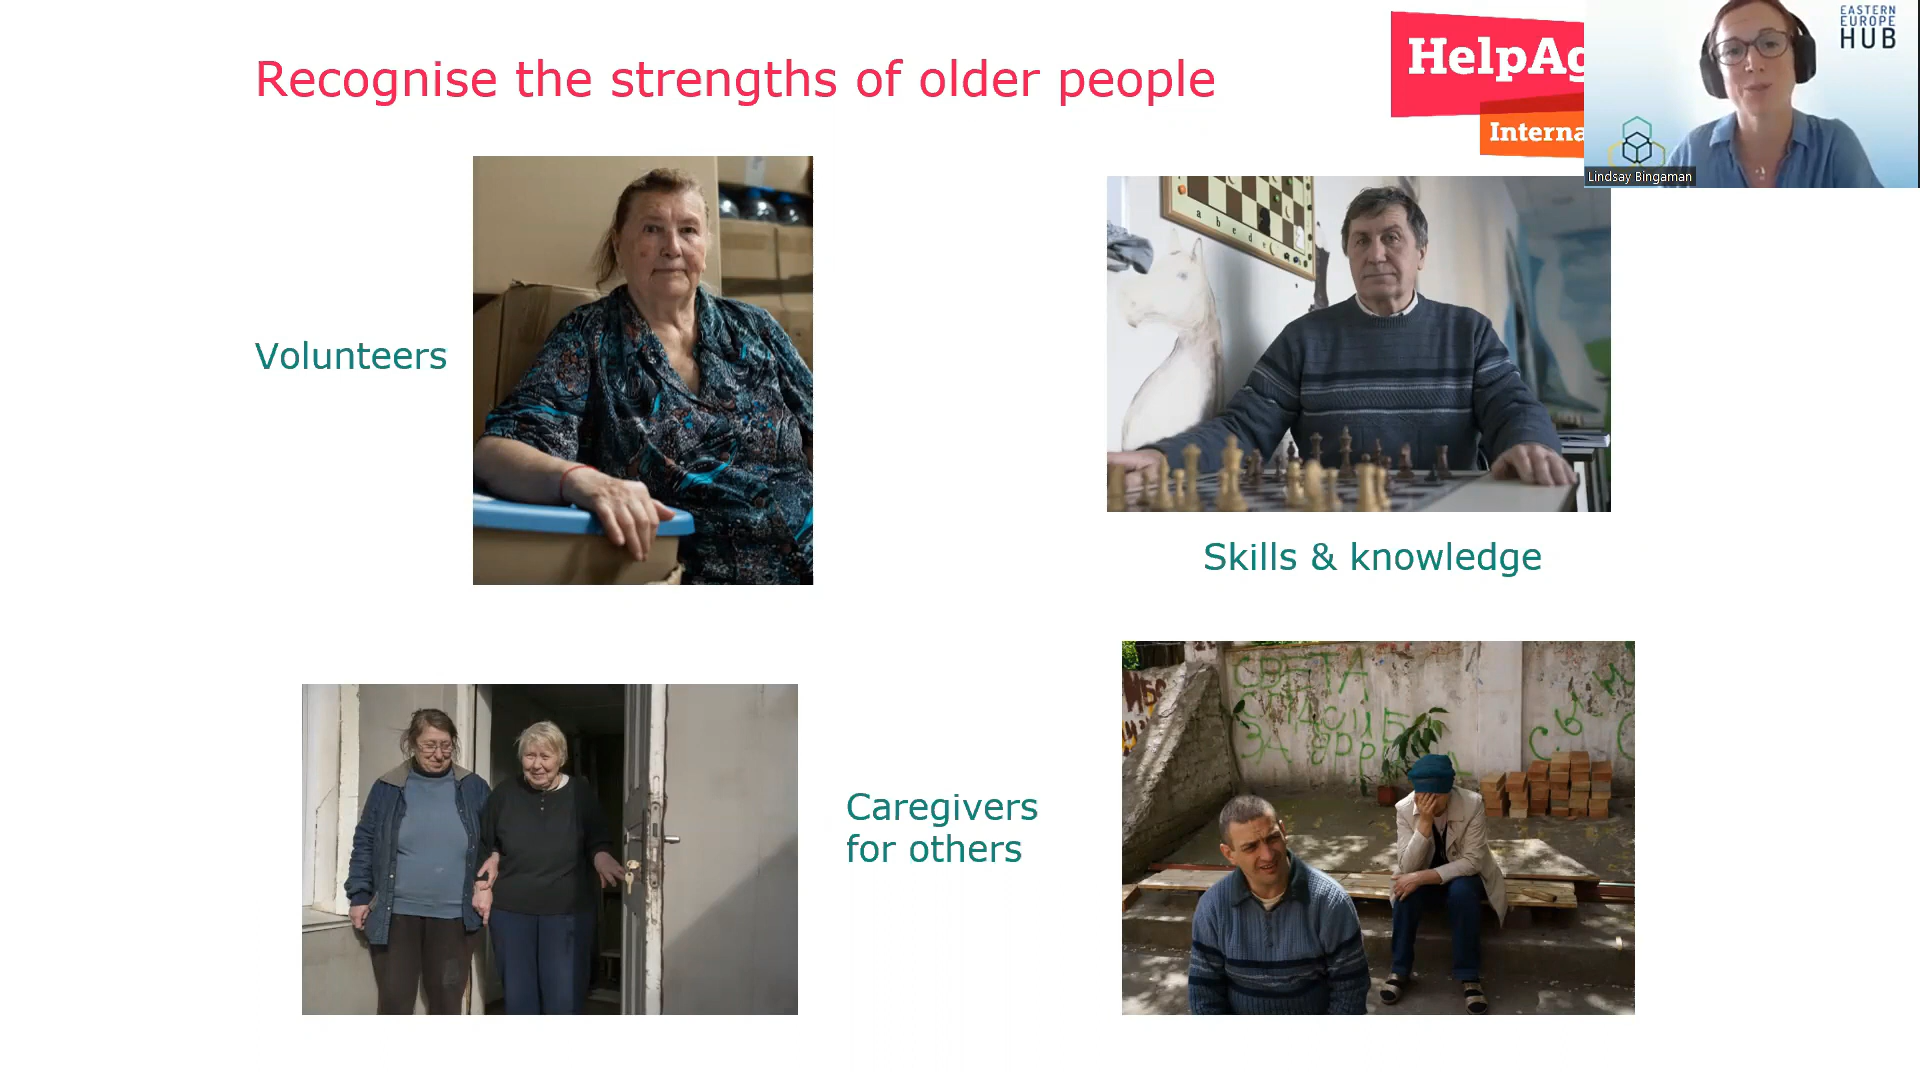 Recognise the strengths of older people
HelpAg
Interna
EASTERN
EUROPE
HUB
Lindsay Bingaman
Volunteers
a b c d e
Skills & knowledge
Caregivers
for others
СВЕТА